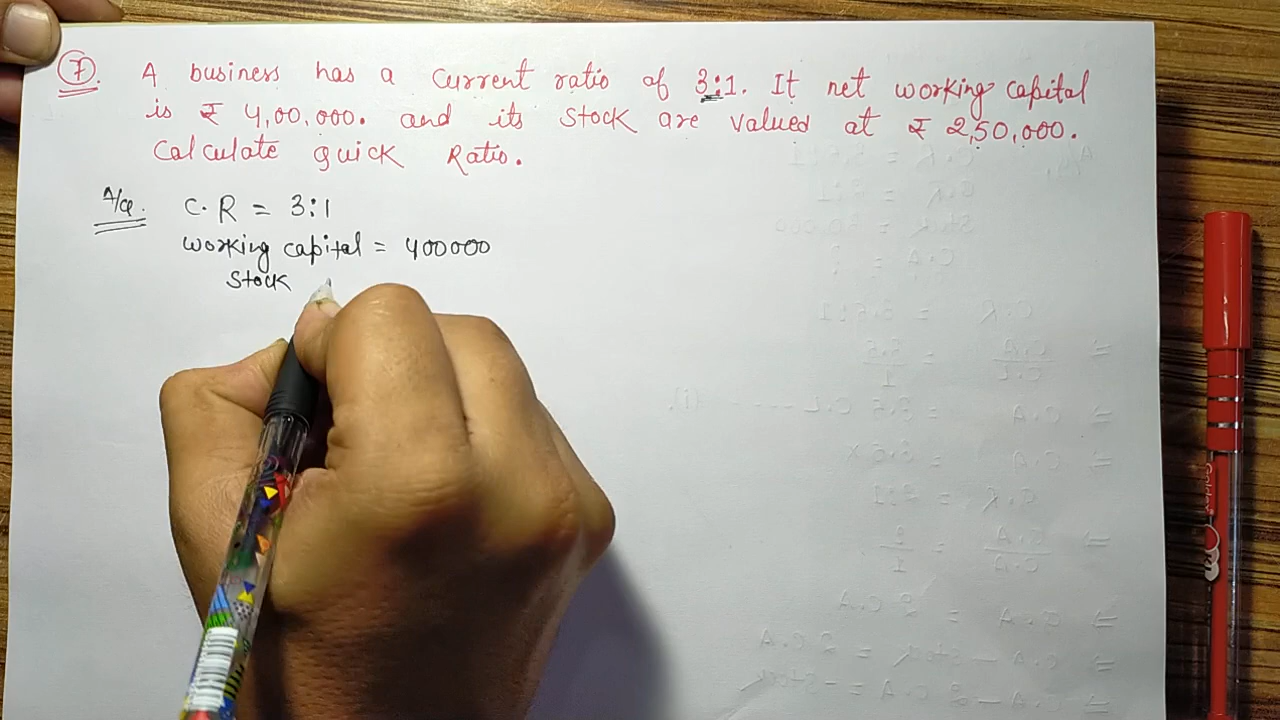 7. A business has a current ratio of 3:1. It net working capital
is ₹ 4,00,000. and its stock are valued at ₹ 2,50,000.
Calculate quick Ratio.
A/Q. C.R = 3:1
working capital = 400000
Stock